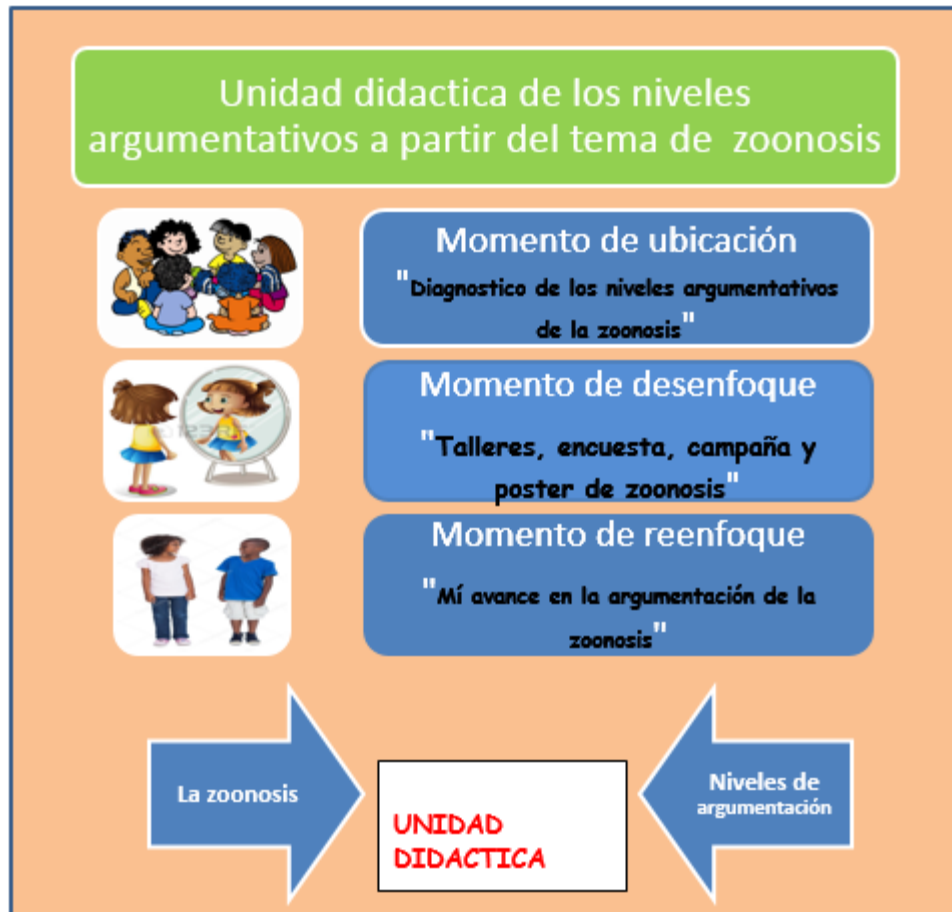 Unidad didactica de los niveles
argumentativos a partir del tema de zoonosis
Momento de ubicación
"Diagnostico de los niveles argumentativos
de la zoonosis"
Momento de desenfoque
"Talleres, encuesta, campaña y
poster de zoonosis"
Momento de reenfoque
"Mí avance en la argumentación de la
zoonosis"
La zoonosis
UNIDAD
DIDACTICA
Niveles de
argumentación